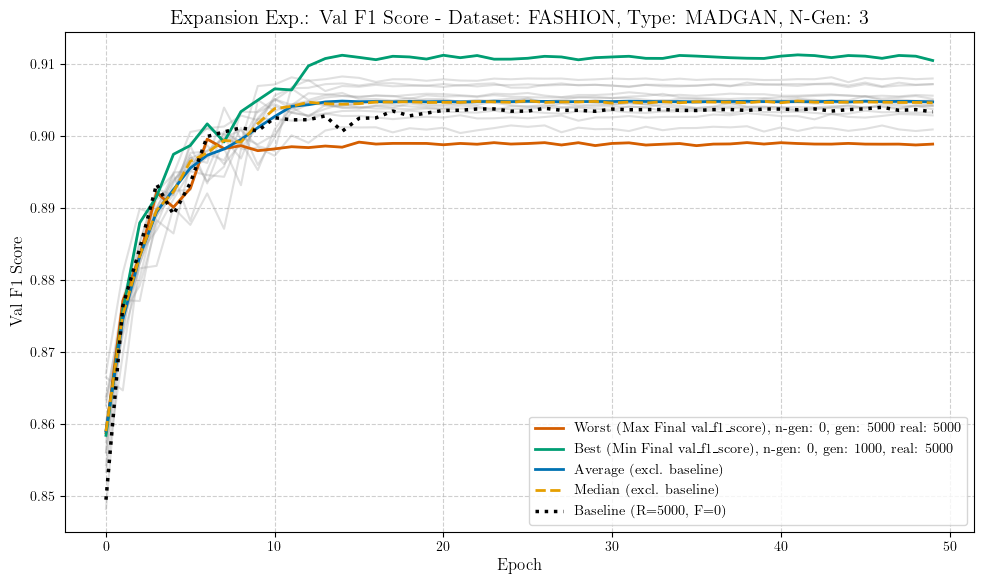 Expansion Exp.: Val F1 Score - Dataset: FASHION, Type: MADGAN, N-Gen: 3
Val F1 Score
0.91
0.90
0.89
0.88
0.87
0.86
0.85
Worst (Max Final val_f1_score), n-gen: 0, gen: 5000 real: 5000
Best (Min Final val_f1_score), n-gen: 0, gen: 1000, real: 5000
Average (excl. baseline)
Median (excl. baseline)
Baseline (R=5000, F=0)
0 10 20 30 40 50
Epoch